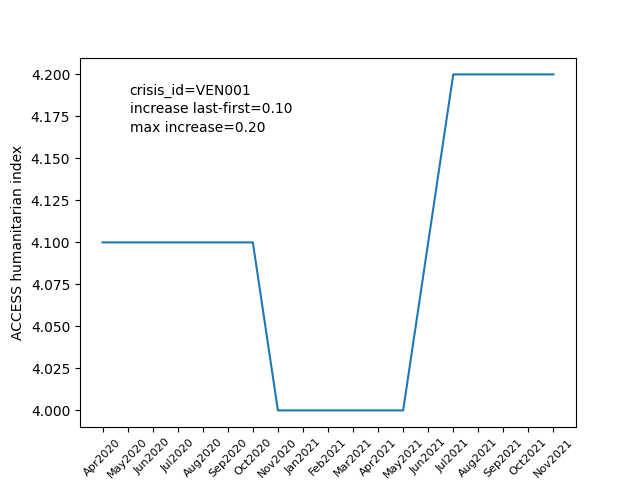 4.200
4.175
4.150
4.125
4.100
4.075
4.050
4.025
4.000
ACCESS humanitarian index
crisis_id=VEN001
increase last-first=0.10
max increase=0.20
Apr2020
May2020
Jun2020
Jul2020
Aug2020
Sep2020
Oct2020
Nov2020
Jan2021
Feb2021
Mar2021
Apr2021
May2021
Jun2021
Jul2021
Aug2021
Sep2021
Oct2021
Nov2021